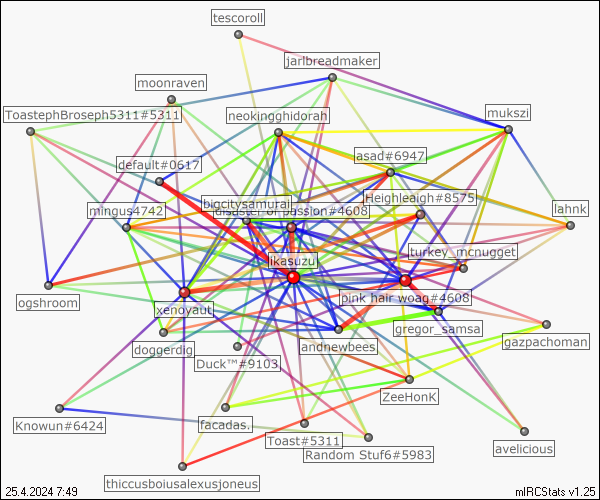 tescoroll
jarlbreadmaker
moonraven
ToastephBroseph5311#5311
neokingghidorah
mukszi
asad#6947
default#0617
Heighleaigh#8575
bigcitysamurai
mingus4742
disaster of passion#4608
lahnk
turkey_mcnugget
ikasuzu
ogshroom
pink hair woag#4608
xenoyaut
gregor_samsa
doggerdig
andnewbees
gazpachoman
Duck™#9103
ZeeHonK
Knowun#6424
facadas.
Toast#5311
avelicious
Random Stuf6#5983
thiccusboiusalexusjoneus
25.4.2024 7:49
mIRCStats v1.25